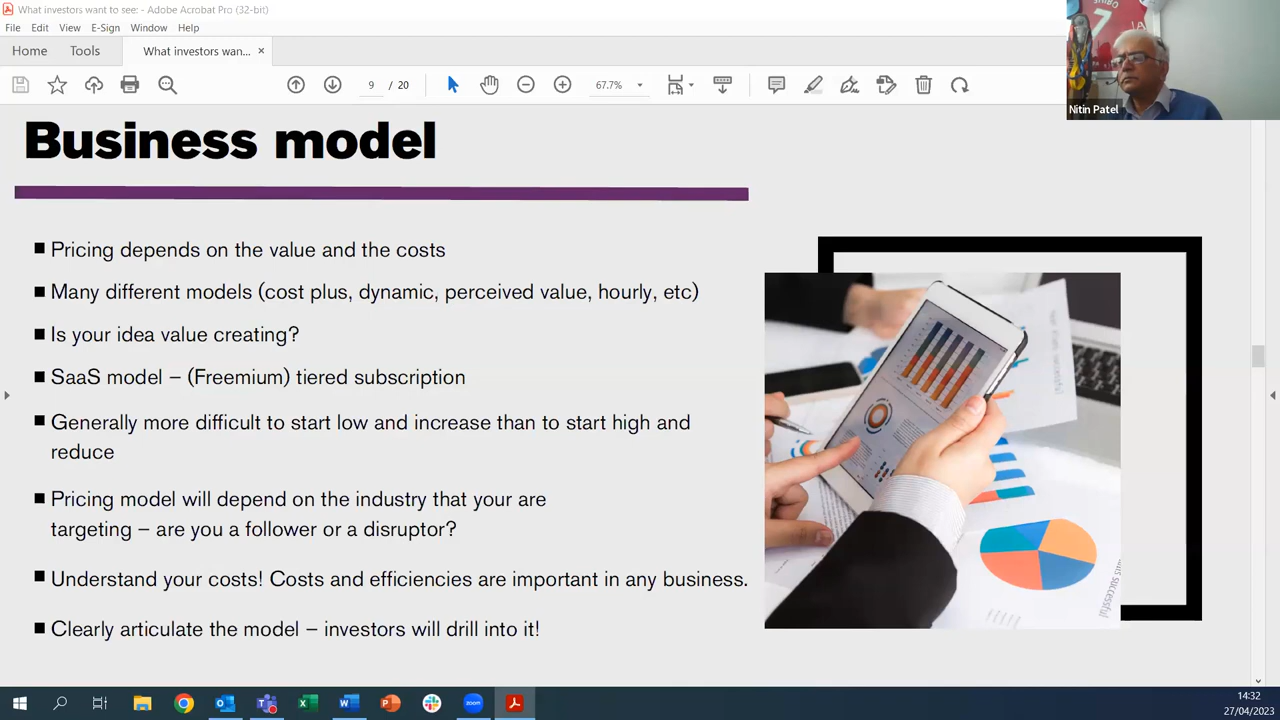 What investors want to see: - Adobe Acrobat Pro (32-bit)
File Edit View E-Sign Window Help
Home Tools What investors wan... ×
9 / 20 67.7%
Nitin Patel
7
Business model
Pricing depends on the value and the costs
Many different models (cost plus, dynamic, perceived value, hourly, etc)
Is your idea value creating?
SaaS model – (Freemium) tiered subscription
Generally more difficult to start low and increase than to start high and
reduce
Pricing model will depend on the industry that your are
targeting – are you a follower or a disruptor?
Understand your costs! Costs and efficiencies are important in any business.
Clearly articulate the model – investors will drill into it!
zoom
14:32
27/04/2023